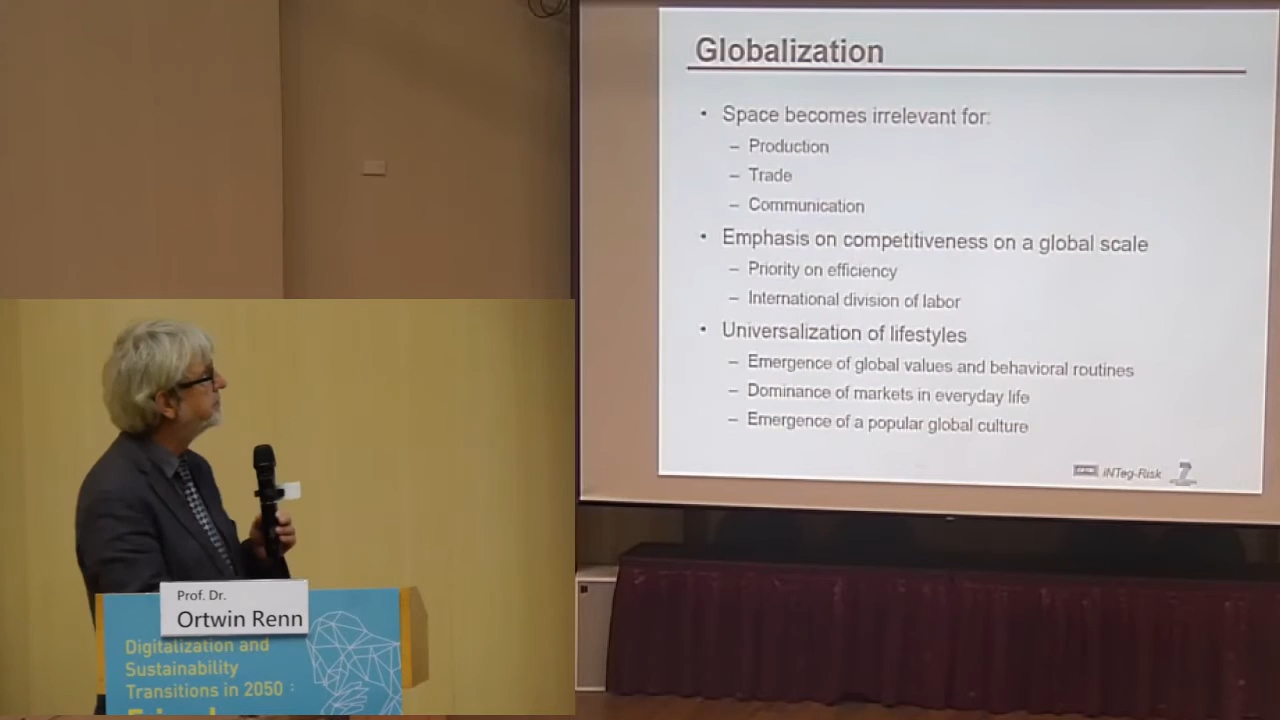 Globalization
• Space becomes irrelevant for:
– Production
– Trade
– Communication
• Emphasis on competitiveness on a global scale
– Priority on efficiency
– International division of labor
• Universalization of lifestyles
– Emergence of global values and behavioral routines
– Dominance of markets in everyday life
– Emergence of a popular global culture
iNTeg-Risk
Prof. Dr.
Ortwin Renn
Digitalization and
Sustainability
Transitions in 2050 :